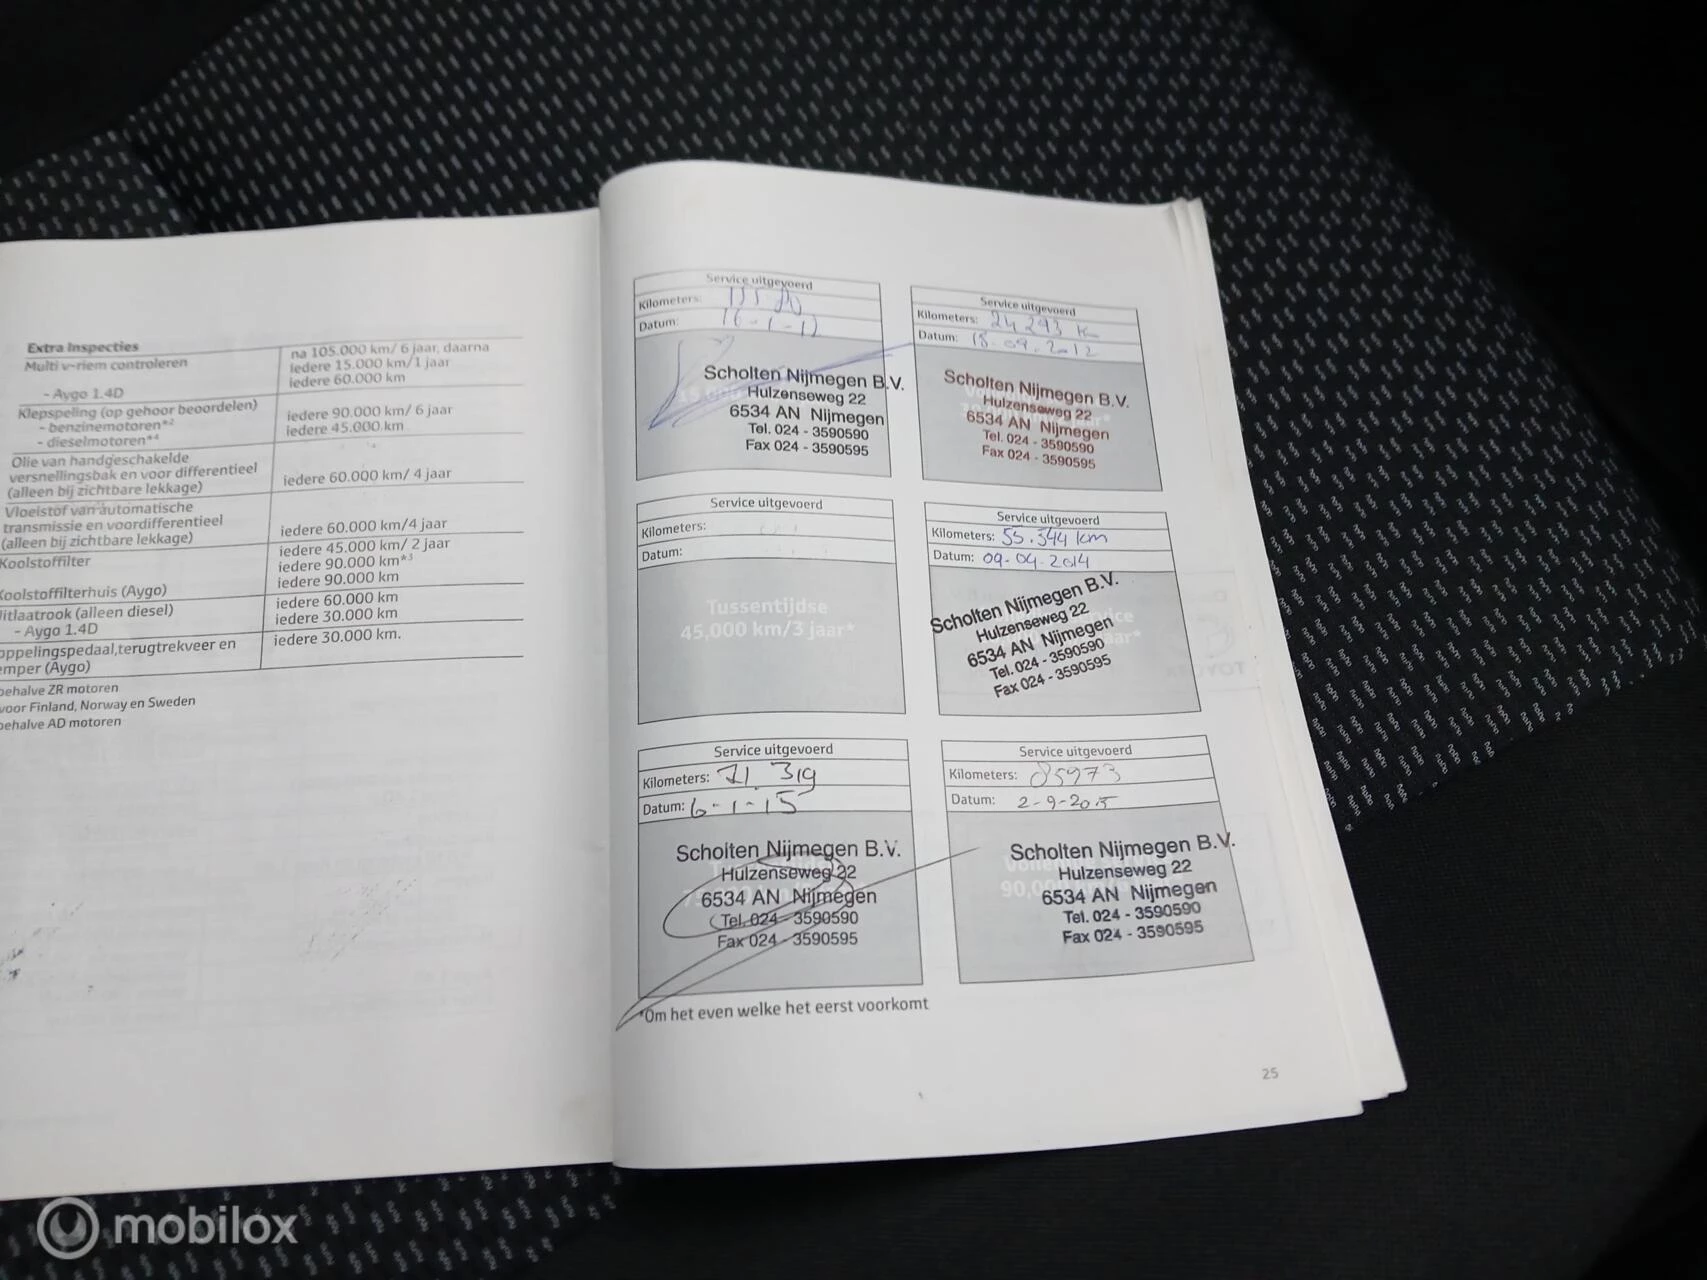 Extra Inspecties
Multi v-riem controleren
na 105.000 km/ 6 jaar, daarna
iedere 15.000 km/1 jaar
- Aygo 1.4D
iedere 60.000 km
Klepspeling (op gehoor beoordelen)
- benzinemotoren*2
iedere 90.000 km/ 6 jaar
- dieselmotoren*4
iedere 45.000 km
Olie van handgeschakelde
versnellingsbak en voor differentieel
(alleen bij zichtbare lekkage)
iedere 60.000 km/ 4 jaar
Vloeistof van automatische
transmissie en voordifferentieel
(alleen bij zichtbare lekkage)
iedere 60.000 km/4 jaar
Koolstoffilter
iedere 45.000 km/ 2 jaar
iedere 90.000 km*3
Koolstoffilterhuis (Aygo)
iedere 90.000 km
itlaatrook (alleen diesel)
iedere 60.000 km
- Aygo 1.4D
iedere 30.000 km
oppelingspedaal,terugtrekveer en
emper (Aygo)
iedere 30.000 km.
behalve ZR motoren
voor Finland, Norway en Sweden
behalve AD motoren
Service uitgevoerd
Kilometers:
Datum: 16-1-12
Scholten Nijmegen B.V.
Hulzenseweg 22
6534 AN Nijmegen
Tel. 024 - 3590590
Fax 024 - 3590595
Service uitgevoerd
Kilometers: 24 293 K
Datum: 18-09-2012
Scholten Nijmegen B.V.
Hulzenseweg 22
6534 AN Nijmegen
Tel. 024 - 3590590
Fax 024 - 3590595
Service uitgevoerd
Kilometers:
Datum:
Tussentijdse
45,000 km/3 jaar*
Service uitgevoerd
Kilometers: 55.344 km
Datum: 09-04-2014
Scholten Nijmegen B.V.
Hulzenseweg 22
6534 AN Nijmegen
Tel. 024 - 3590590
Fax 024 - 3590595
Service uitgevoerd
Kilometers: 71.319
Datum: 6-1-15
Scholten Nijmegen B.V.
Hulzenseweg 22
6534 AN Nijmegen
Tel. 024 - 3590590
Fax 024 - 3590595
Service uitgevoerd
Kilometers: 85973
Datum: 2-9-2015
Scholten Nijmegen B.V.
Hulzenseweg 22
6534 AN Nijmegen
Tel. 024 - 3590590
Fax 024 - 3590595
*Om het even welke het eerst voorkomt
25
mobilox